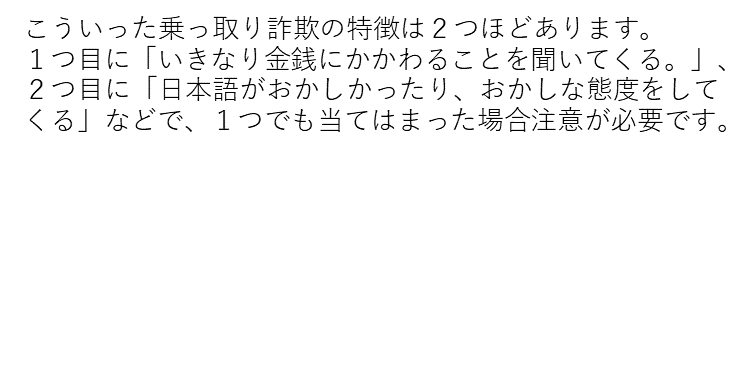 こういった乗っ取り詐欺の特徴は２つほどあります。
１つ目に「いきなり金銭にかかわることを聞いてくる。」、
２つ目に「日本語がおかしかったり、おかしな態度をして
くる」などで、１つでも当てはまった場合注意が必要です。